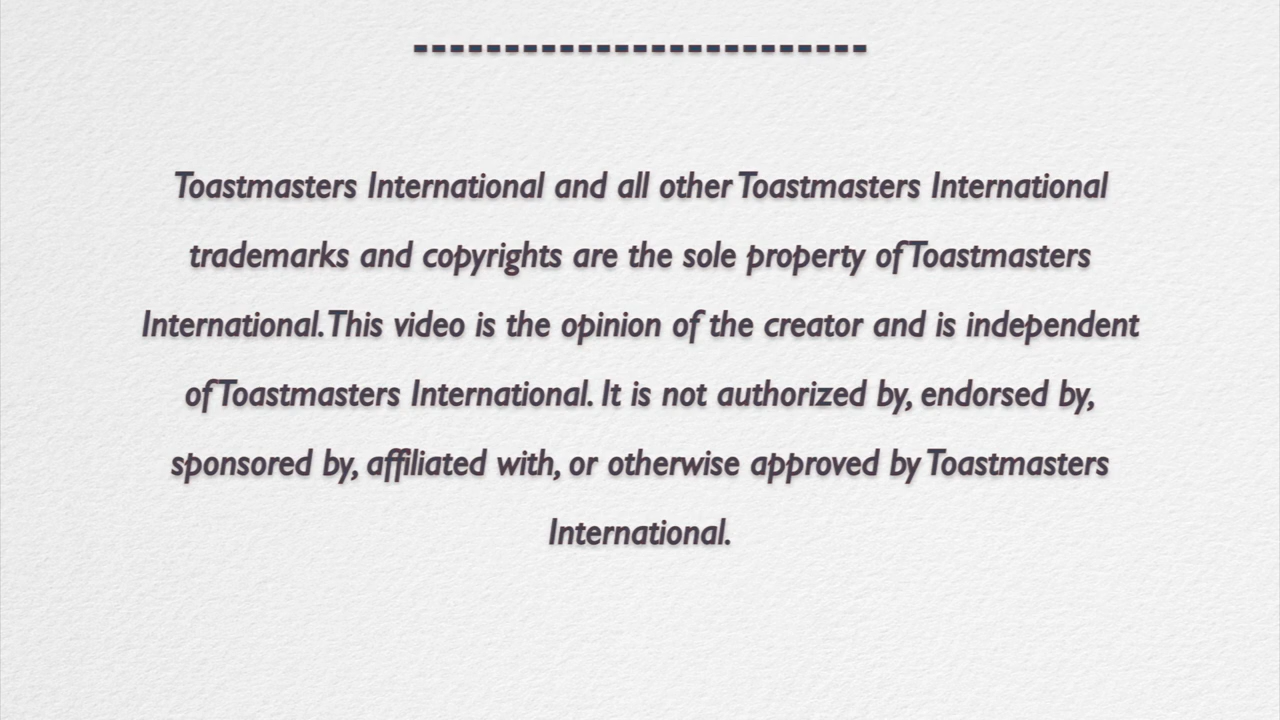 -------------------------
Toastmasters International and all other Toastmasters International
trademarks and copyrights are the sole property of Toastmasters
International. This video is the opinion of the creator and is independent
of Toastmasters International. It is not authorized by, endorsed by,
sponsored by, affiliated with, or otherwise approved by Toastmasters
International.